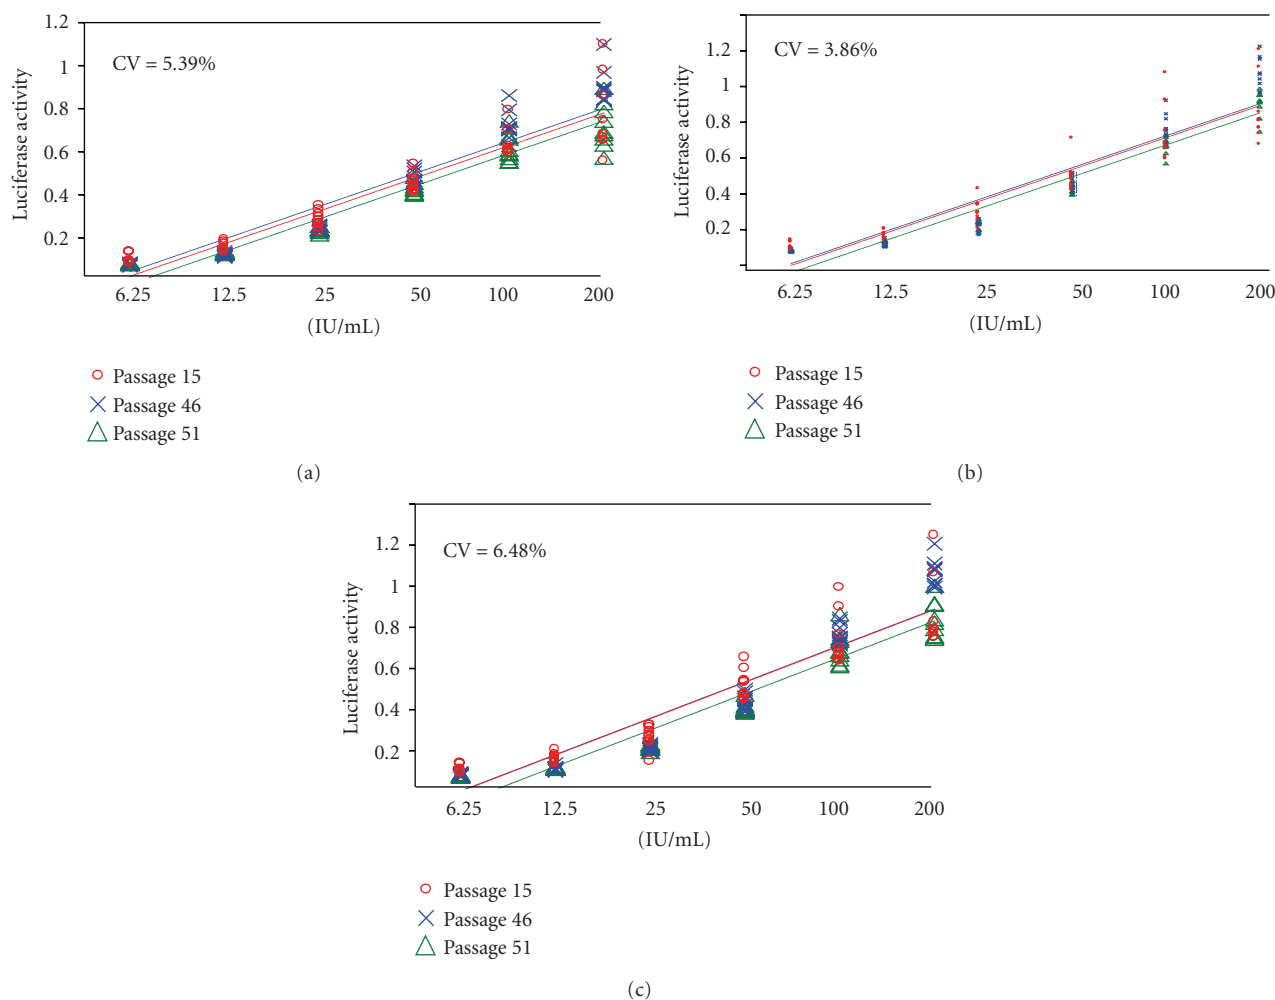 1.2
1
0.8
0.6
0.4
0.2
Luciferase activity
CV = 5.39%
6.25 12.5 25 50 100 200
(IU/mL)
Passage 15
Passage 46
Passage 51
(a)
1.2
1
0.8
0.6
0.4
0.2
Luciferase activity
CV = 3.86%
6.25 12.5 25 50 100 200
(IU/mL)
Passage 15
Passage 46
Passage 51
(b)
1.2
1
0.8
0.6
0.4
0.2
Luciferase activity
CV = 6.48%
6.25 12.5 25 50 100 200
(IU/mL)
Passage 15
Passage 46
Passage 51
(c)